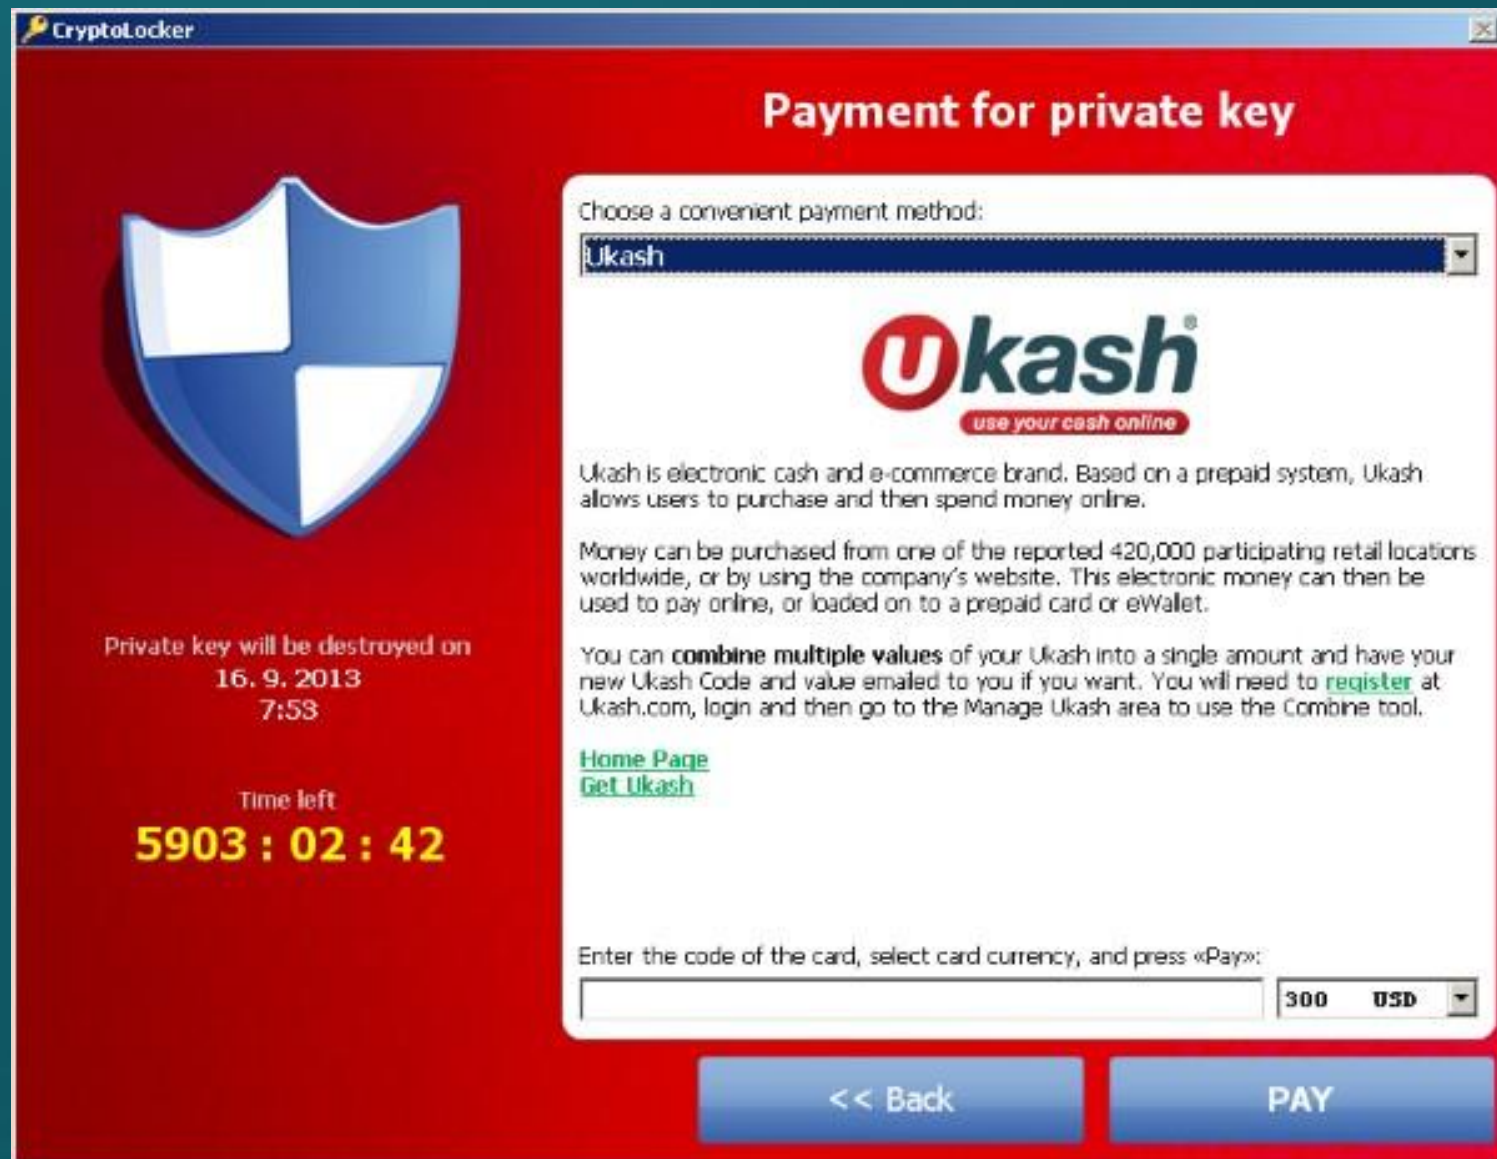 CryptoLocker
Payment for private key
Choose a convenient payment method:
Ukash
ukash®
use your cash online
Ukash is electronic cash and e-commerce brand. Based on a prepaid system, Ukash
allows users to purchase and then spend money online.
Money can be purchased from one of the reported 420,000 participating retail locations
worldwide, or by using the company's website. This electronic money can then be
used to pay online, or loaded on to a prepaid card or eWallet.
You can combine multiple values of your Ukash into a single amount and have your
new Ukash Code and value emailed to you if you want. You will need to register at
Ukash.com, login and then go to the Manage Ukash area to use the Combine tool.
Home Page
Get Ukash
Private key will be destroyed on
16. 9. 2013
7:53
Time left
5903 : 02 : 42
Enter the code of the card, select card currency, and press «Pay»:
300 USD
<< Back
PAY